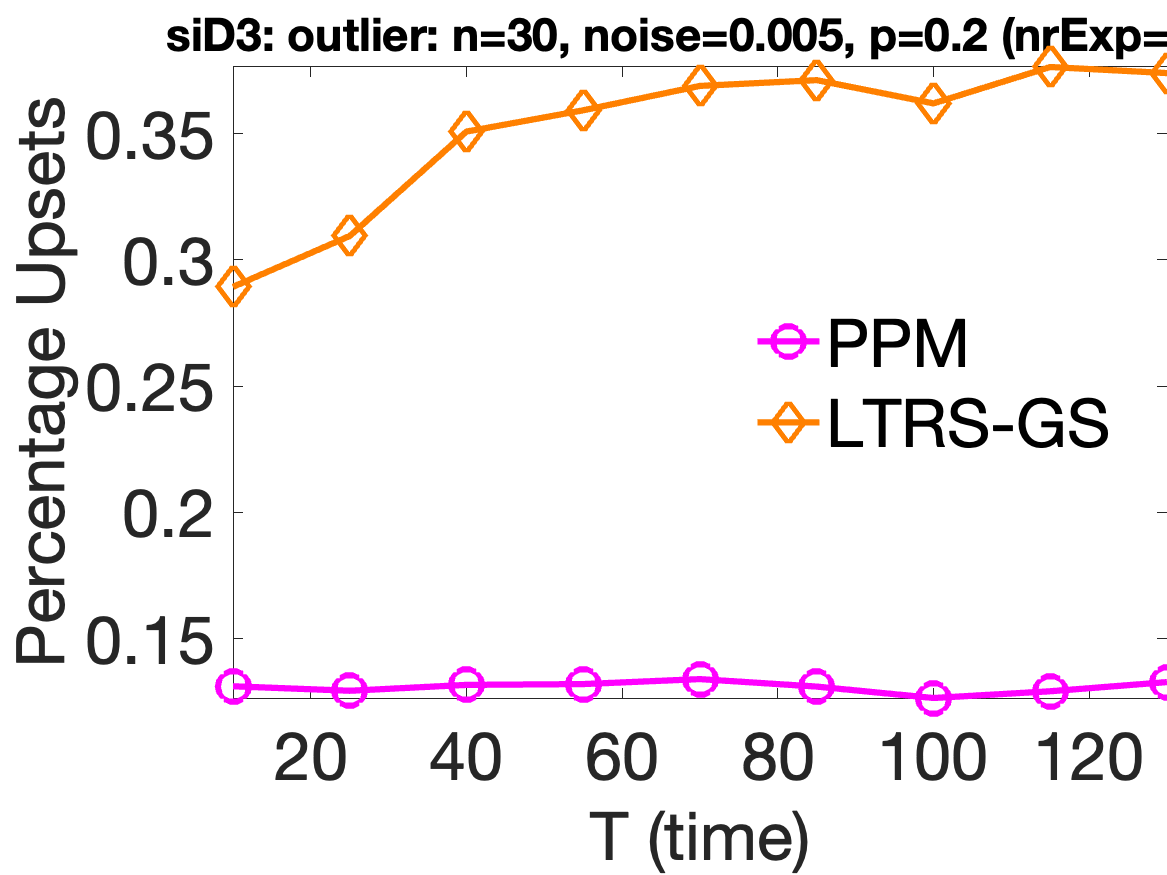 siD3: outlier: n=30, noise=0.005, p=0.2 (nrExp=
Percentage Upsets
0.35
0.3
0.25
0.2
0.15
PPM
LTRS-GS
20 40 60 80 100 120
T (time)